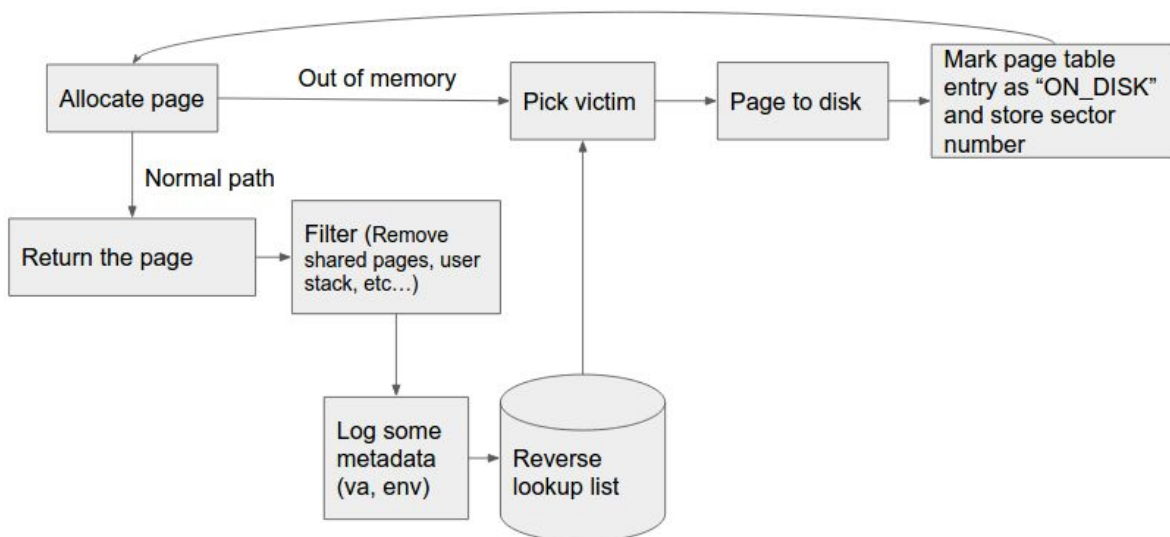 Allocate page
Out of memory
Pick victim
Page to disk
Mark page table
entry as “ON_DISK”
and store sector
number
Normal path
Return the page
Filter (Remove
shared pages, user
stack, etc…)
Log some
metadata
(va, env)
Reverse
lookup list